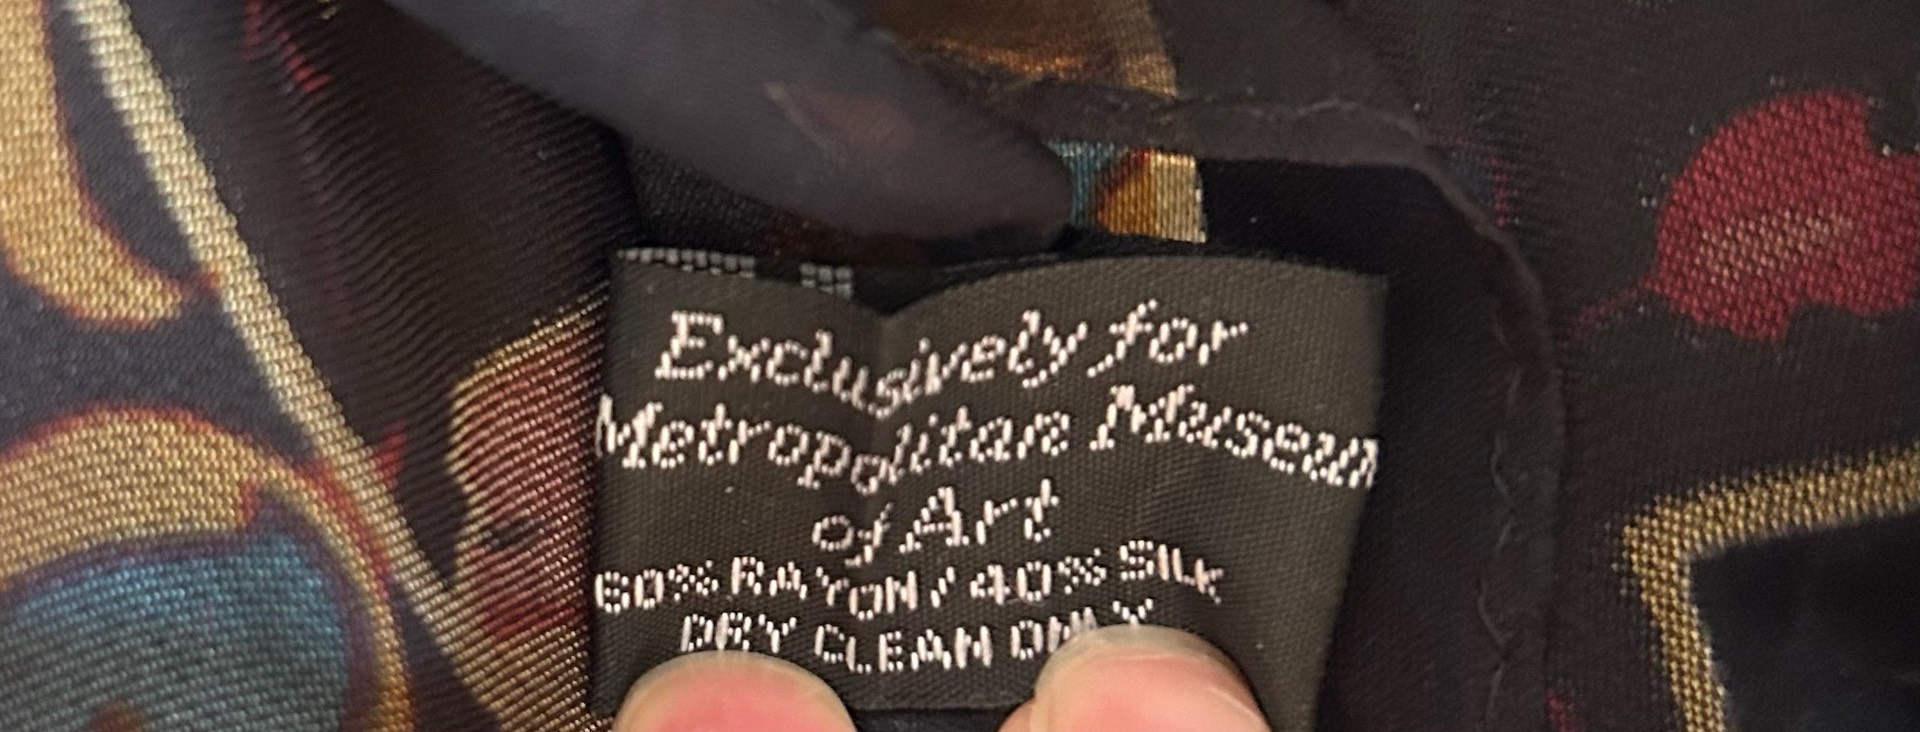 Exclusively for
Metropolitan Museum
of Art
60% RAYON / 40% SILK
DRY CLEAN ONLY